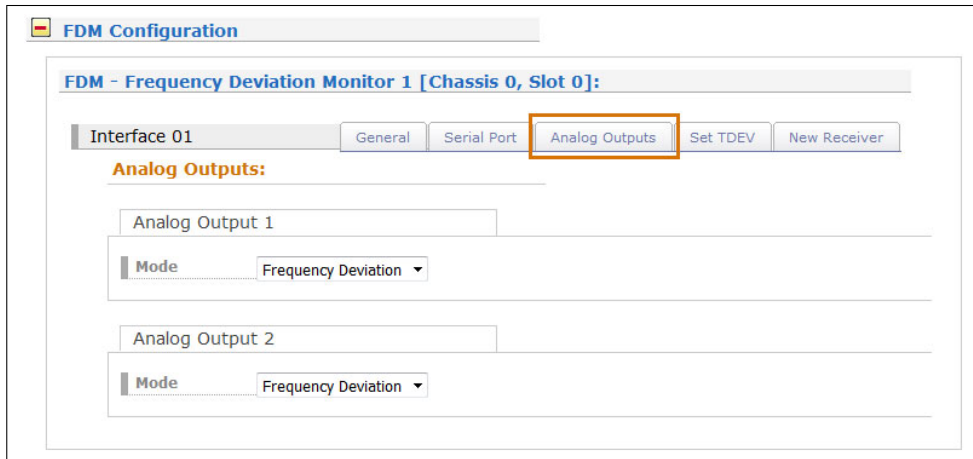 FDM Configuration
FDM - Frequency Deviation Monitor 1 [Chassis 0, Slot 0]:
Interface 01 General Serial Port Analog Outputs Set TDEV New Receiver
Analog Outputs:
Analog Output 1
Mode Frequency Deviation
Analog Output 2
Mode Frequency Deviation